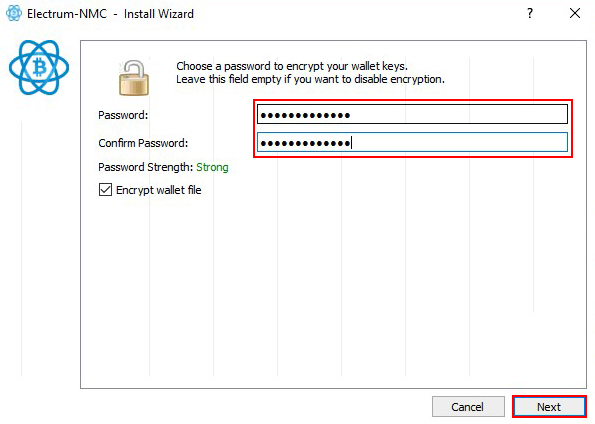 Electrum-NMC - Install Wizard
?
Choose a password to encrypt your wallet keys.
Leave this field empty if you want to disable encryption.
Password: ●●●●●●●●●●●●●
Confirm Password: ●●●●●●●●●●●●●
Password Strength: Strong
Encrypt wallet file
Cancel Next